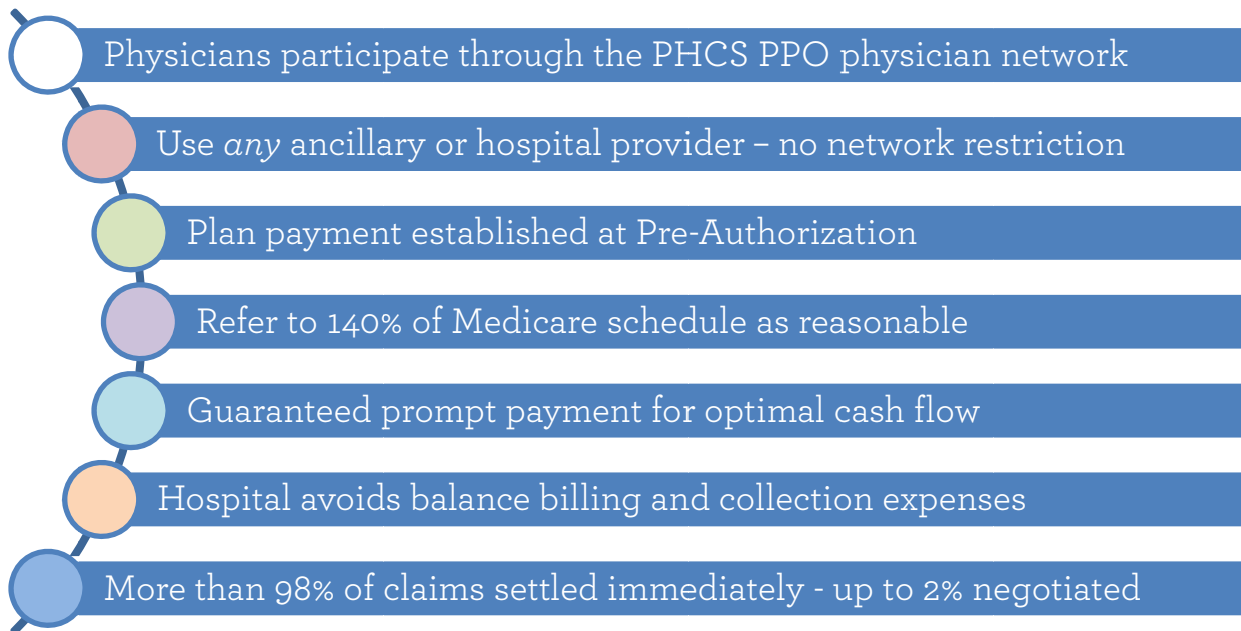 Physicians participate through the PHCS PPO physician network
Use any ancillary or hospital provider – no network restriction
Plan payment established at Pre-Authorization
Refer to 140% of Medicare schedule as reasonable
Guaranteed prompt payment for optimal cash flow
Hospital avoids balance billing and collection expenses
More than 98% of claims settled immediately - up to 2% negotiated